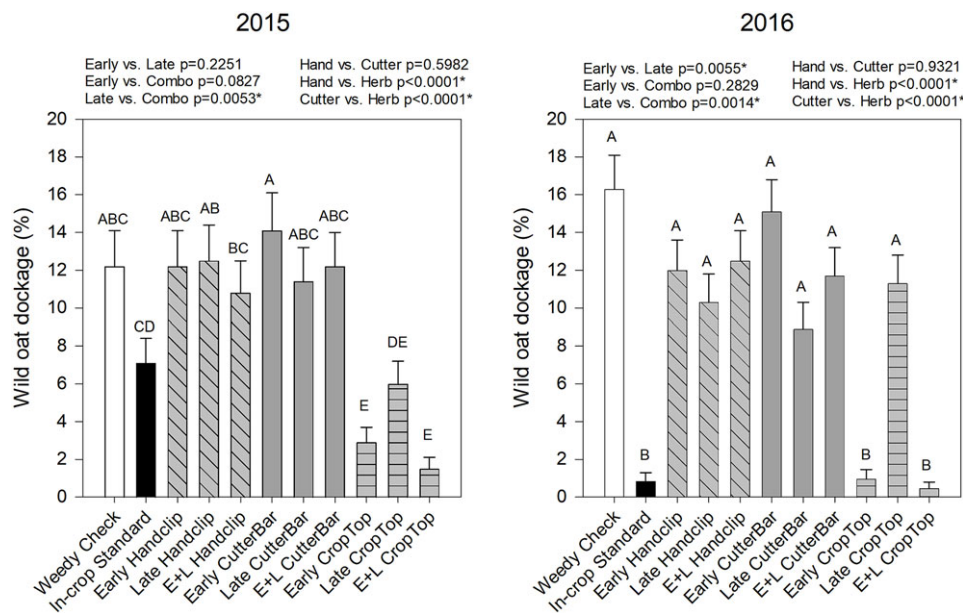 2015
Early vs. Late p=0.2251
Early vs. Combo p=0.0827
Late vs. Combo p=0.0053*
Hand vs. Cutter p=0.5982
Hand vs. Herb p<0.0001*
Cutter vs. Herb p<0.0001*
Wild oat dockage (%)
20
18
16
14
12
10
8
6
4
2
0
ABC
CD
ABC
AB
BC
A
ABC
ABC
E
DE
E
Weedy Check
In-crop Standard
Early Handclip
Late Handclip
E+L Handclip
Early CutterBar
Late CutterBar
E+L CutterBar
Early CropTop
Late CropTop
E+L CropTop
2016
Early vs. Late p=0.0055*
Early vs. Combo p=0.2829
Late vs. Combo p=0.0014*
Hand vs. Cutter p=0.9321
Hand vs. Herb p<0.0001*
Cutter vs. Herb p<0.0001*
Wild oat dockage (%)
20
18
16
14
12
10
8
6
4
2
0
A
B
A
A
A
A
A
A
B
A
B
Weedy Check
In-crop Standard
Early Handclip
Late Handclip
E+L Handclip
Early CutterBar
Late CutterBar
E+L CutterBar
Early CropTop
Late CropTop
E+L CropTop